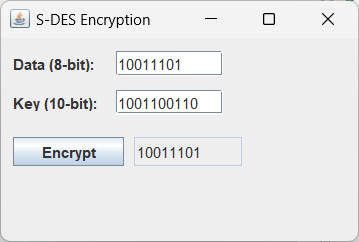 S-DES Encryption
Data (8-bit): 10011101
Key (10-bit): 1001100110
Encrypt 10011101